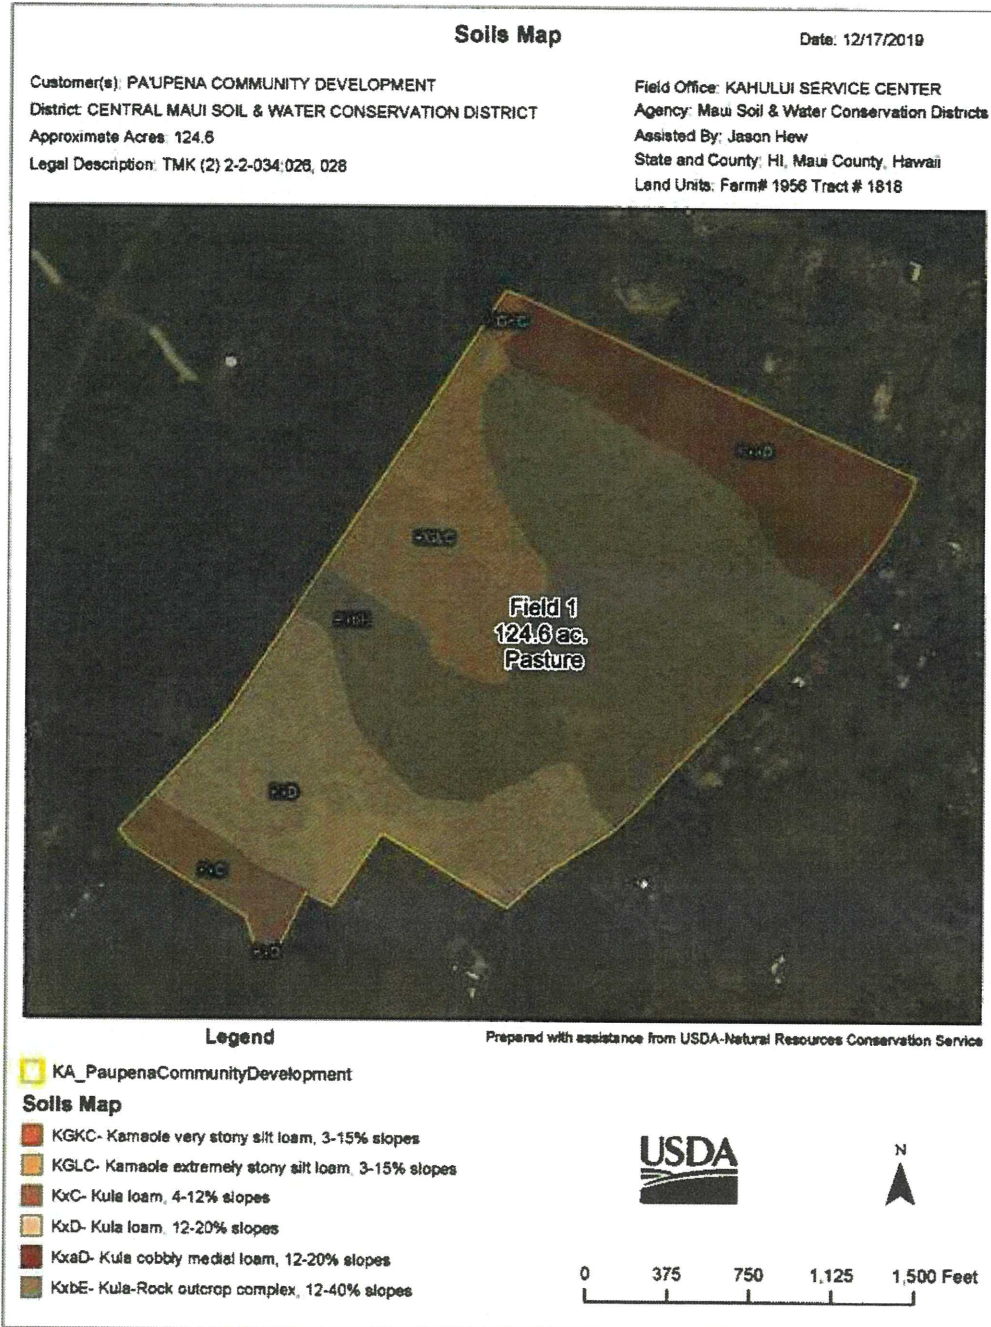 Soils Map
Date: 12/17/2019
Customer(s): PA'UPENA COMMUNITY DEVELOPMENT
District: CENTRAL MAUI SOIL & WATER CONSERVATION DISTRICT
Approximate Acres: 124.6
Legal Description: TMK (2) 2-2-034:026, 028
Field Office: KAHULUI SERVICE CENTER
Agency: Maui Soil & Water Conservation Districts
Assisted By: Jason Hew
State and County: HI, Maui County, Hawaii
Land Units: Farm# 1956 Tract # 1818
KxaD
KGLC
Field 1
124.6 ac.
Pasture
KxbE
KxD
KxC
KxD
Legend
Prepared with assistance from USDA-Natural Resources Conservation Service
KA_PaupenaCommunityDevelopment
Soils Map
KGKC- Kamaole very stony silt loam, 3-15% slopes
KGLC- Kamaole extremely stony silt loam, 3-15% slopes
KxC- Kula loam, 4-12% slopes
KxD- Kula loam, 12-20% slopes
KxaD- Kula cobbly medial loam, 12-20% slopes
KxbE- Kula-Rock outcrop complex, 12-40% slopes
USDA
N
0 375 750 1,125 1,500 Feet